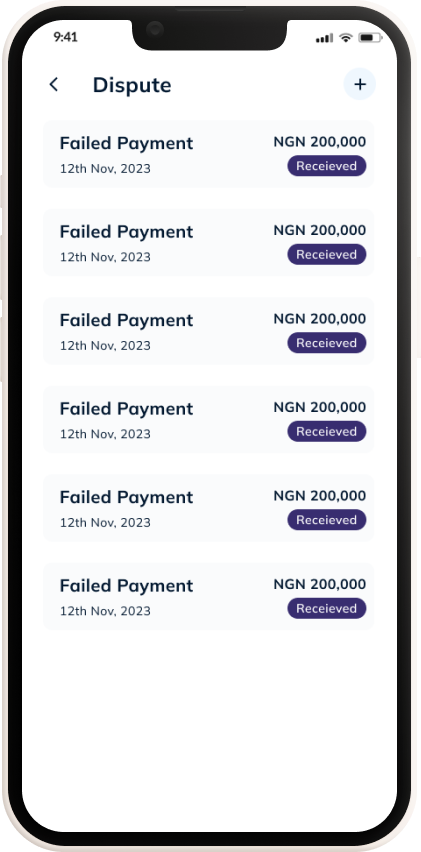 9:41
Dispute
Failed Payment NGN 200,000
12th Nov, 2023 Receieved
Failed Payment NGN 200,000
12th Nov, 2023 Receieved
Failed Payment NGN 200,000
12th Nov, 2023 Receieved
Failed Payment NGN 200,000
12th Nov, 2023 Receieved
Failed Payment NGN 200,000
12th Nov, 2023 Receieved
Failed Payment NGN 200,000
12th Nov, 2023 Receieved